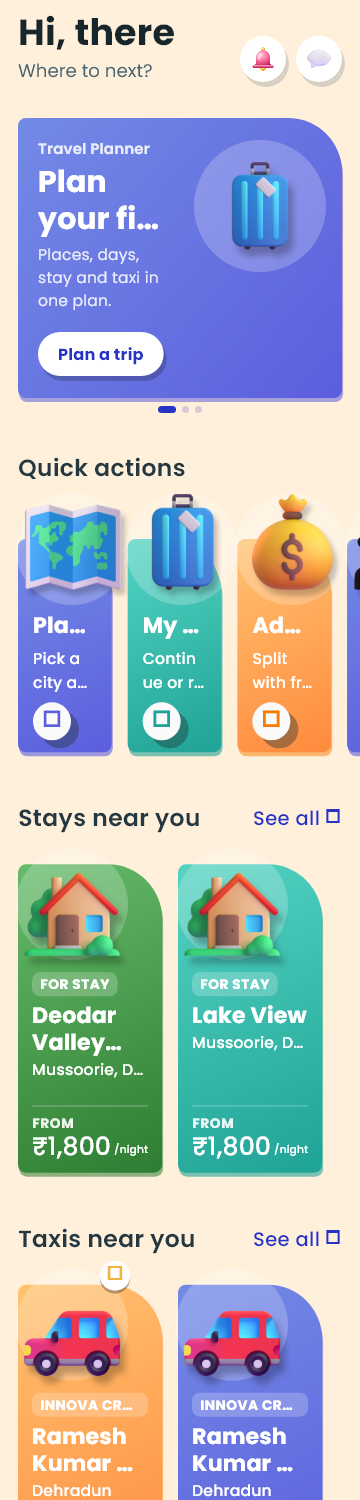 Hi, there
Where to next?
Travel Planner
Plan
your fi...
Places, days,
stay and taxi in
one plan.
Plan a trip
Quick actions
Pla...
Pick a
city a...
My ...
Contin
ue or r...
Ad...
Split
with fr...
Stays near you
See all
FOR STAY
Deodar
Valley...
Mussoorie, D...
FROM
₹1,800 /night
FOR STAY
Lake View
Mussoorie, D...
FROM
₹1,800 /night
Taxis near you
See all
INNOVA CR...
Ramesh
Kumar ...
Dehradun
INNOVA CR...
Ramesh
Kumar ...
Dehradun